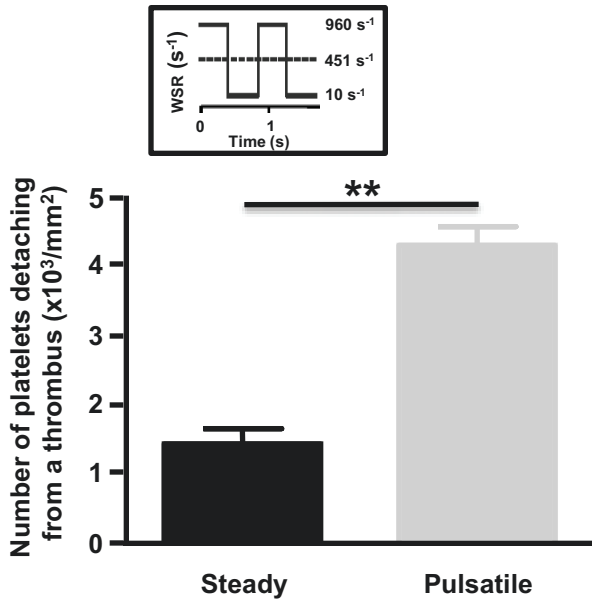 960 s⁻¹
451 s⁻¹
10 s⁻¹
WSR (s⁻¹)
0 1
Time (s)
**
Number of platelets detaching
from a thrombus (x10³/mm²)
5
4
3
2
1
0
Steady Pulsatile